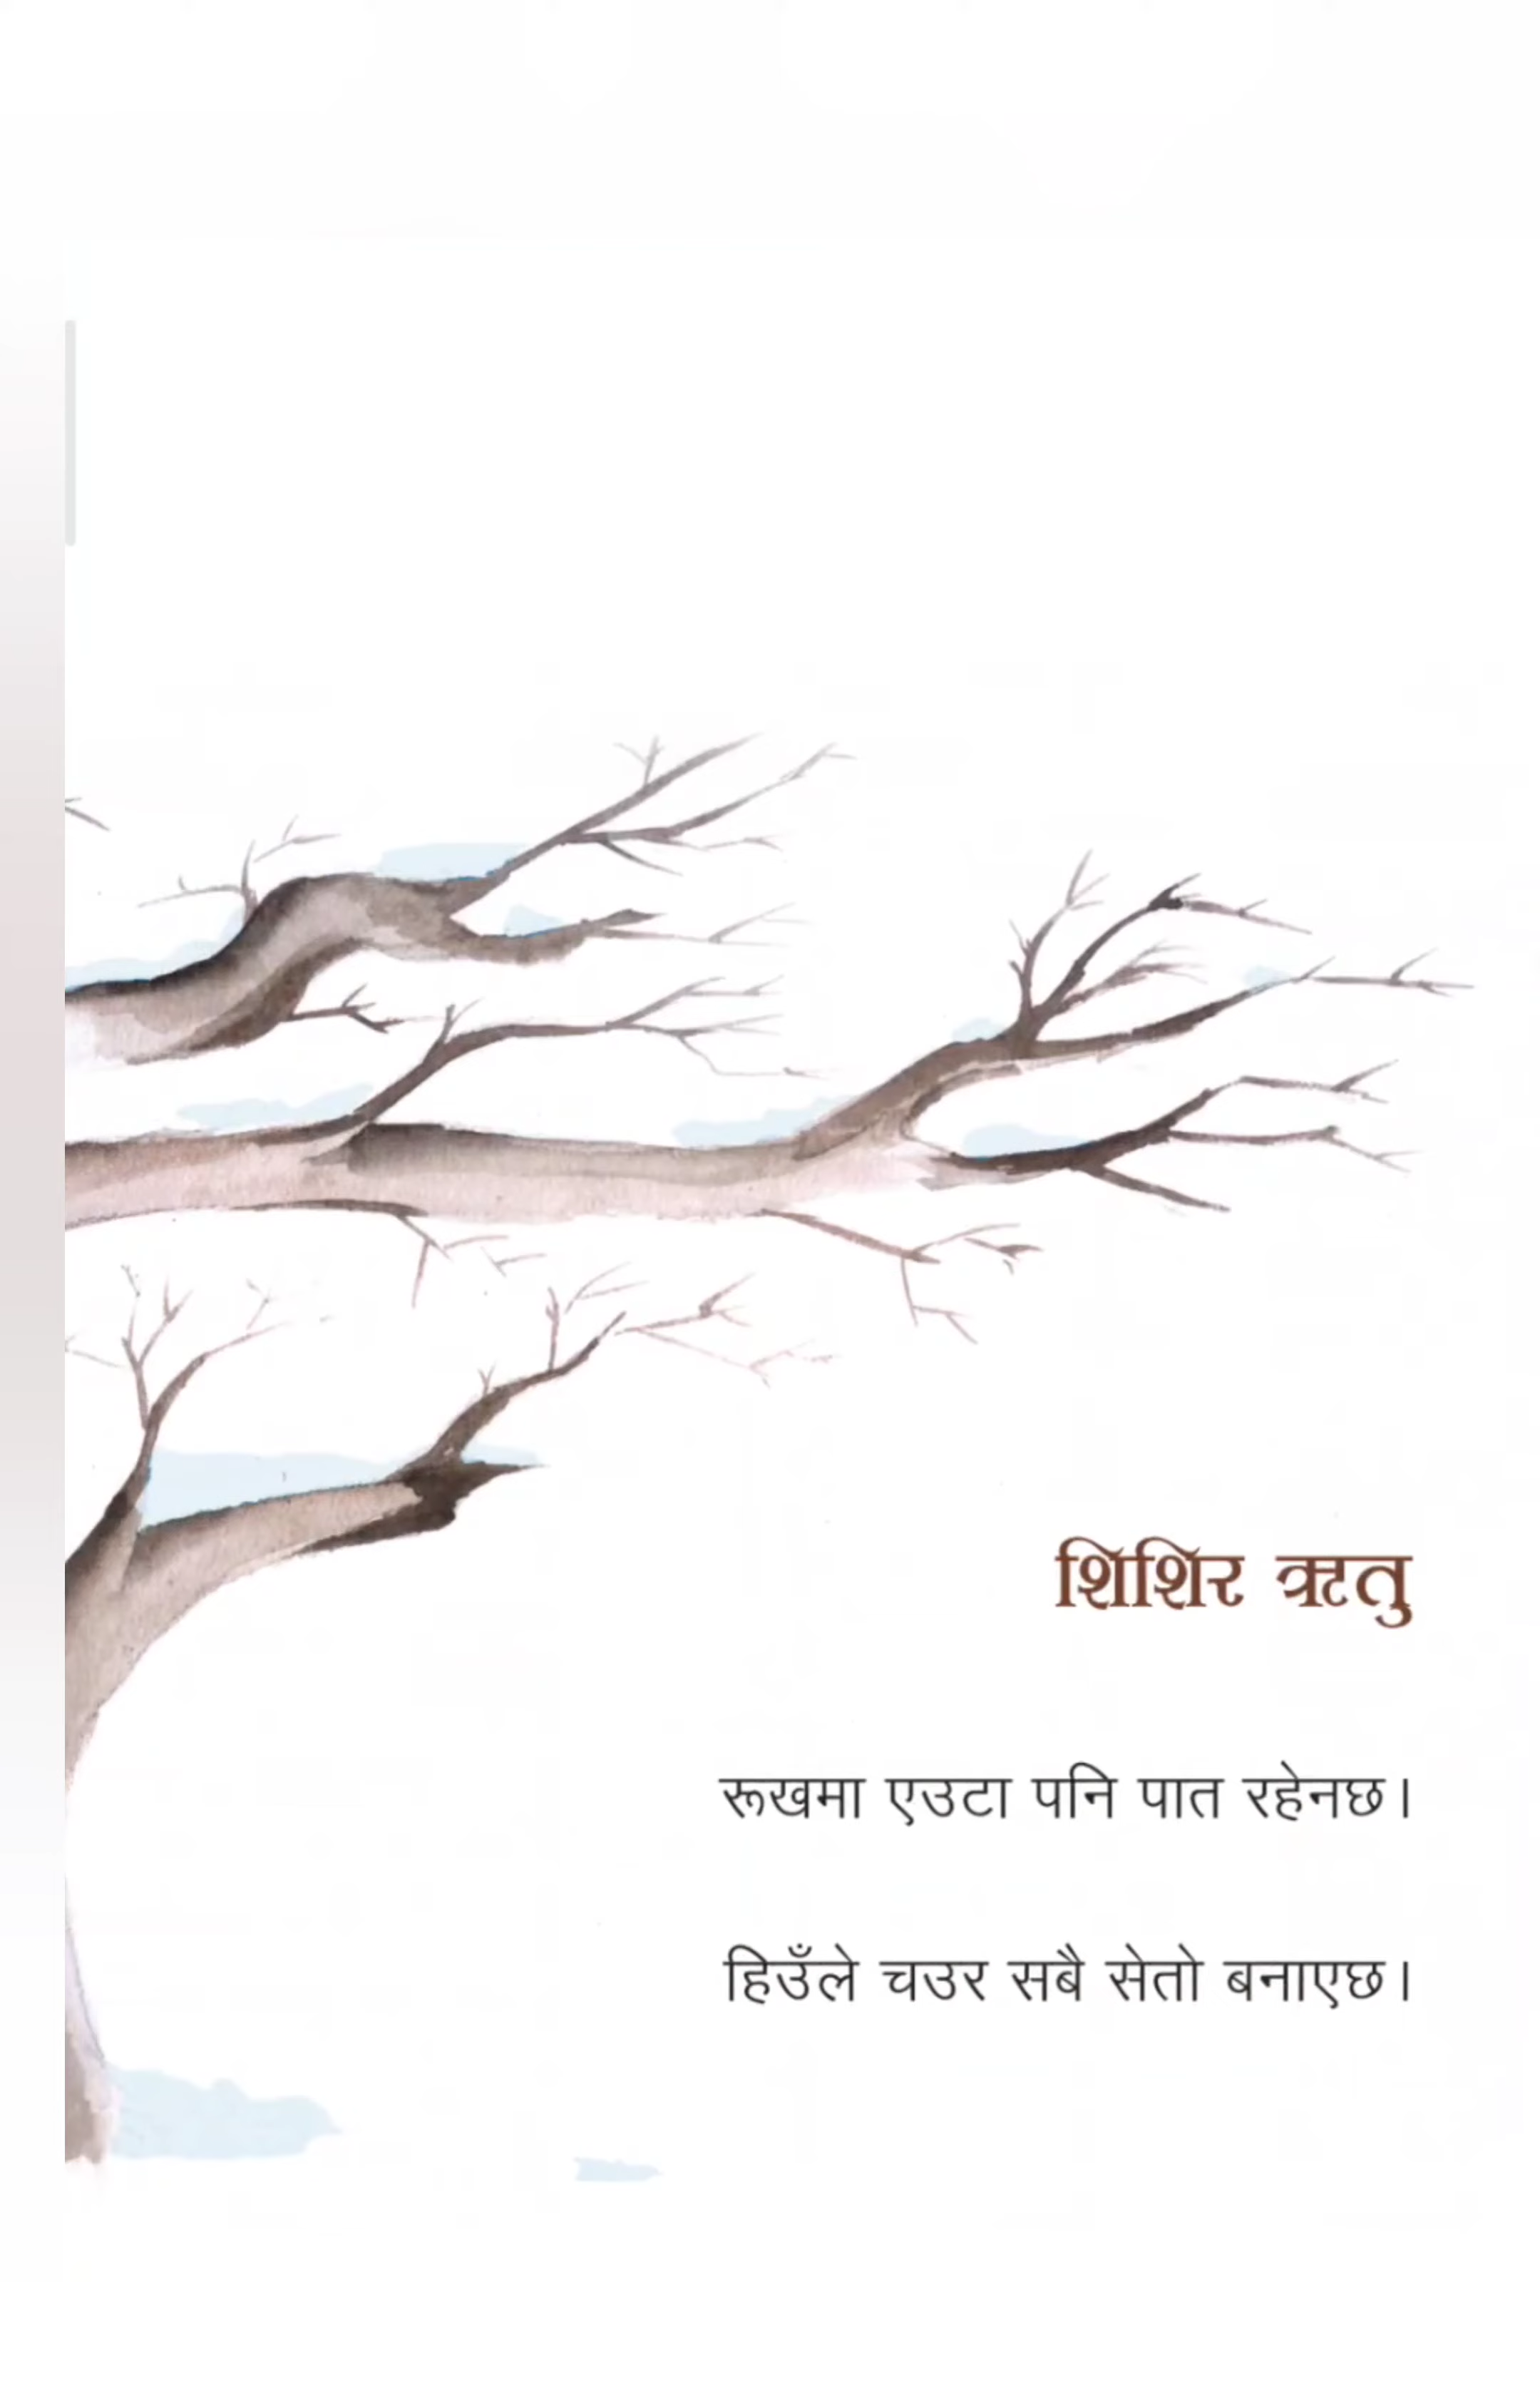 शिशिर ऋतु
रूखमा एउटा पनि पात रहेनछ।
हिउँले चउर सबै सेतो बनाएछ।